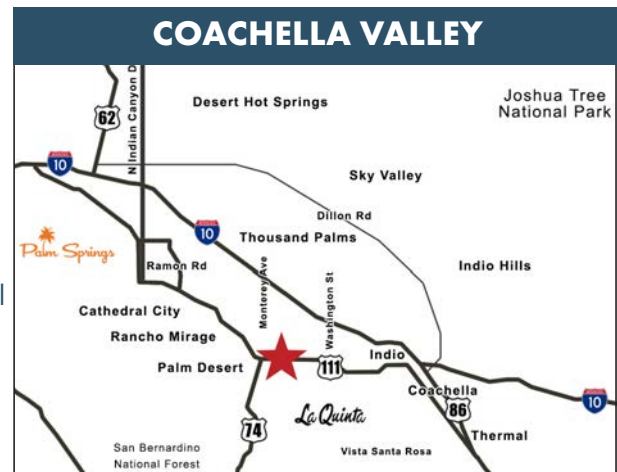 COACHELLA VALLEY
N Indian Canyon D
62
Desert Hot Springs
Joshua Tree
National Park
10
Sky Valley
Dillon Rd
10
Thousand Palms
Palm Springs
Ramon Rd
Indio Hills
Monterey Ave
Washington St
Cathedral City
Rancho Mirage
Palm Desert
111
Indio
Coachella
10
86
La Quinta
74
Thermal
San Bernardino
National Forest
Vista Santa Rosa